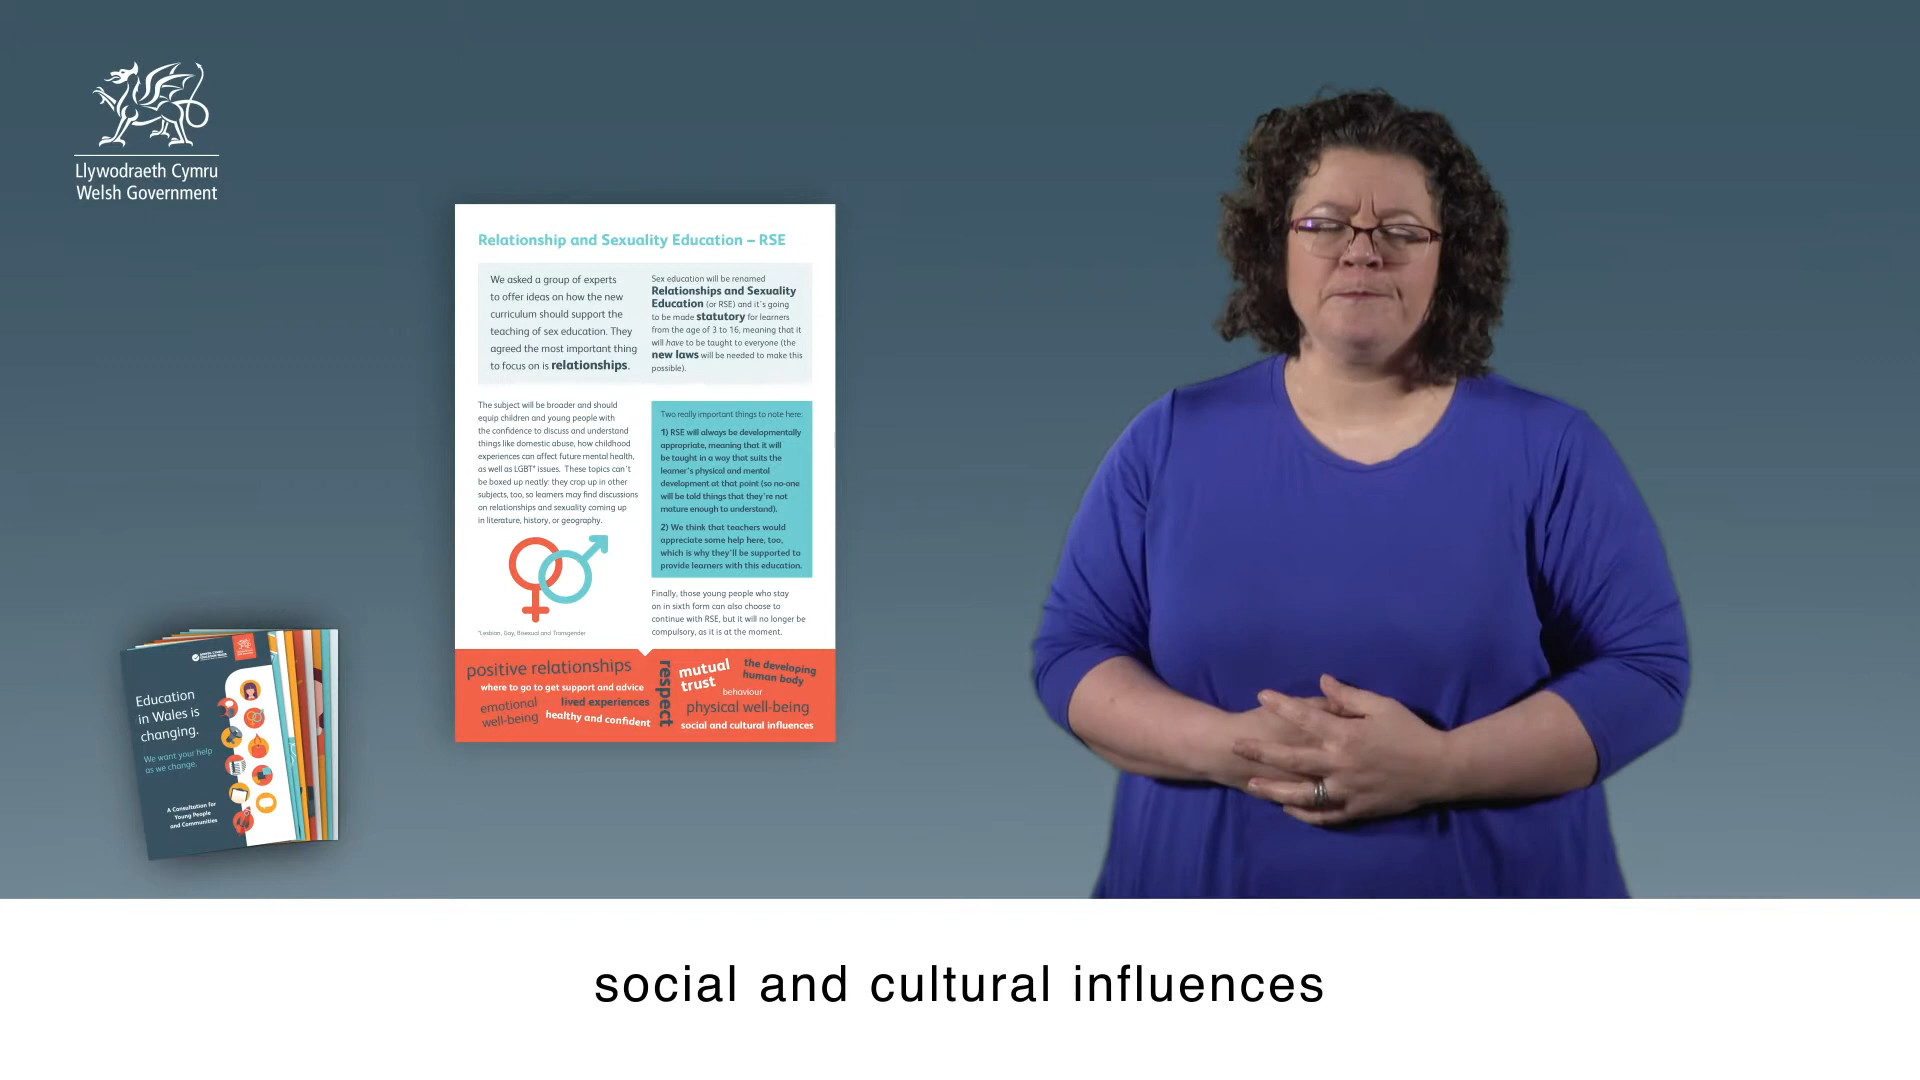 Llywodraeth Cymru
Welsh Government
Relationship and Sexuality Education – RSE
We asked a group of experts
to offer ideas on how the new
curriculum should support the
teaching of sex education. They
agreed the most important thing
to focus on is relationships.
Sex education will be renamed
Relationships and Sexuality
Education (or RSE) and it's going
to be made statutory for learners
from the age of 3 to 16, meaning that it
will have to be taught to everyone (the
new laws will be needed to make this
possible).
The subject will be broader and should
equip children and young people with
the confidence to discuss and understand
things like domestic abuse, how childhood
experiences can affect future mental health,
as well as LGBT* issues. These topics can't
be boxed up neatly: they crop up in other
subjects, too, so learners may find discussions
on relationships and sexuality coming up
in literature, history, or geography.
*Lesbian, Gay, Bisexual and Transgender
Two really important things to note here:
1) RSE will always be developmentally
appropriate, meaning that it will
be taught in a way that suits the
learner's physical and mental
development at that point (so no-one
will be told things that they're not
mature enough to understand).
2) We think that teachers would
appreciate some help here, too,
which is why they'll be supported to
provide learners with this education.
Finally, those young people who stay
on in sixth form can also choose to
continue with RSE, but it will no longer be
compulsory, as it is at the moment.
positive relationships
where to go to get support and advice
emotional
well-being
lived experiences
healthy and confident
respect
mutual
trust
the developing
human body
behaviour
physical well-being
social and cultural influences
Education
in Wales is
changing.
We want your help
as we change.
A Consultation for
Young People
and Communities
social and cultural influences